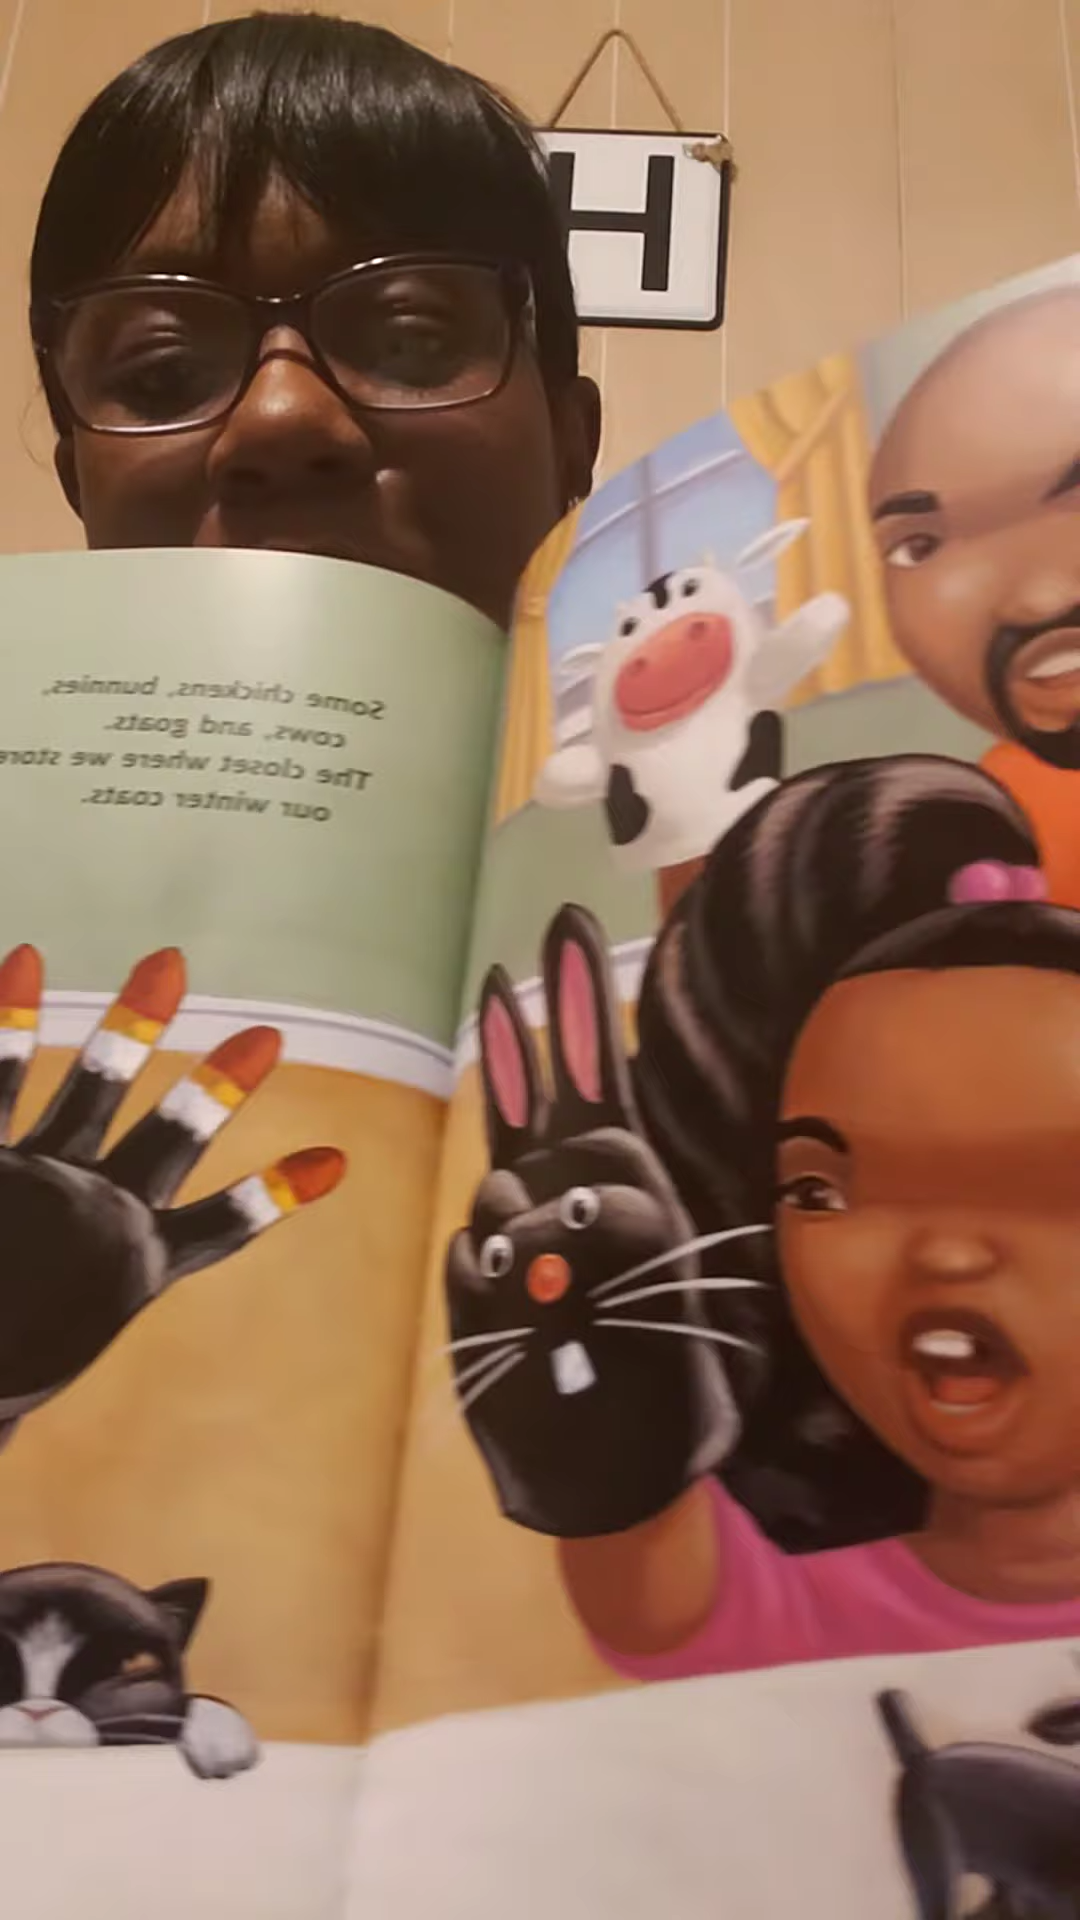 H
Some chickens, bunnies,
cows, and goats.
The closet where we store
our winter coats.